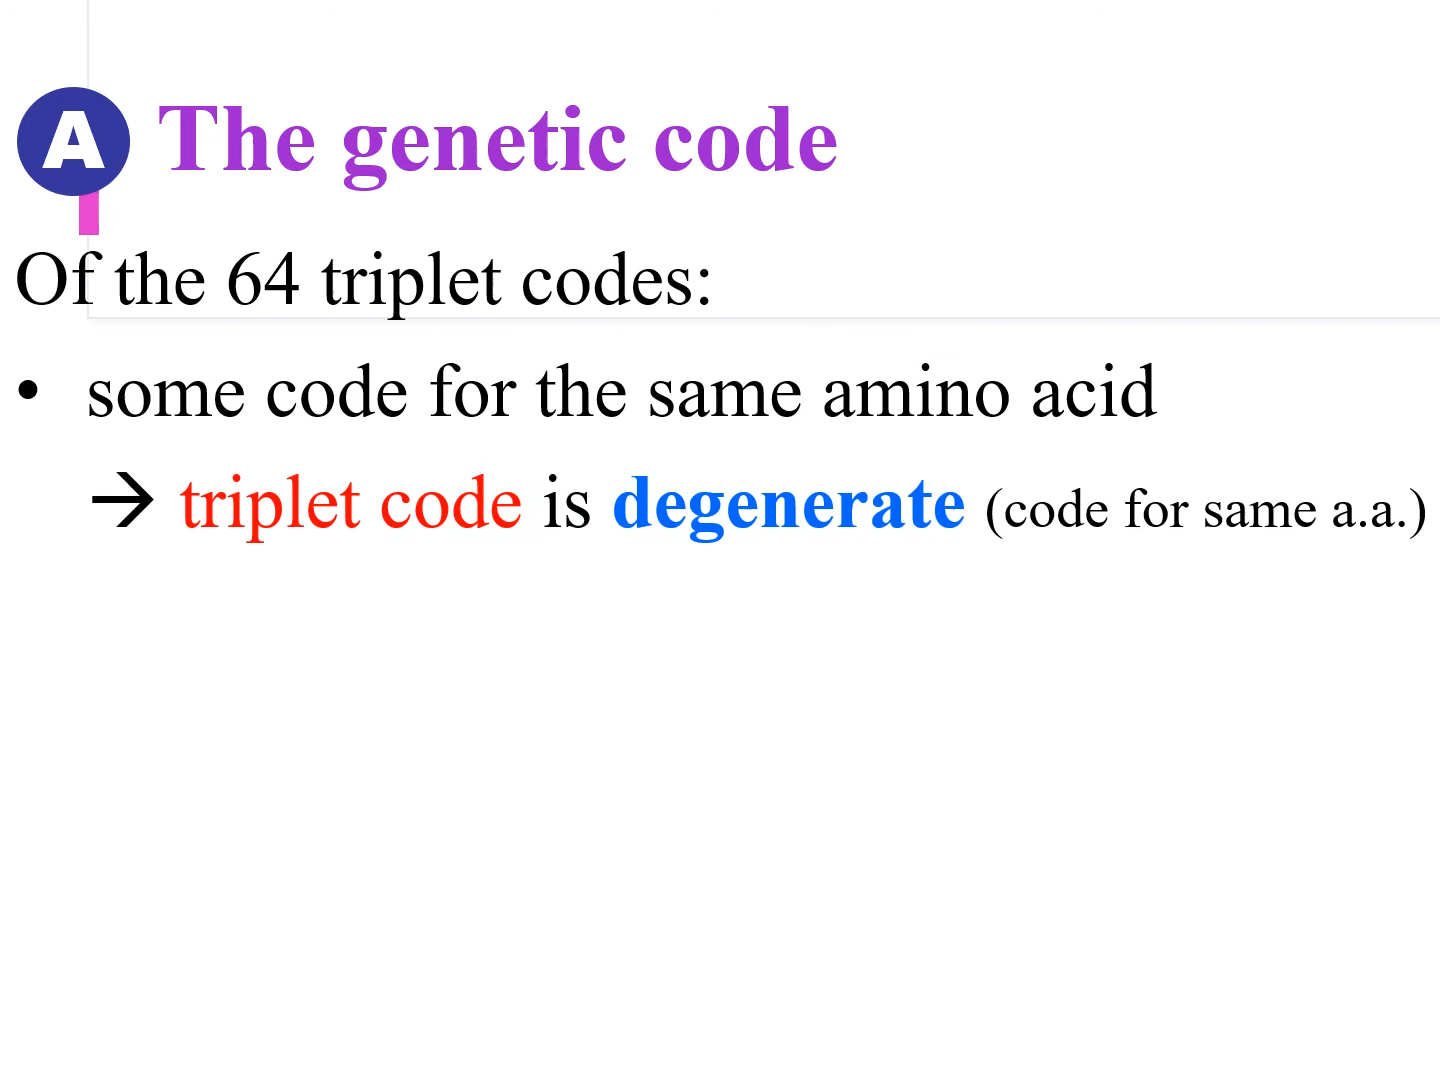 A The genetic code
Of the 64 triplet codes:
• some code for the same amino acid
→ triplet code is degenerate (code for same a.a.)